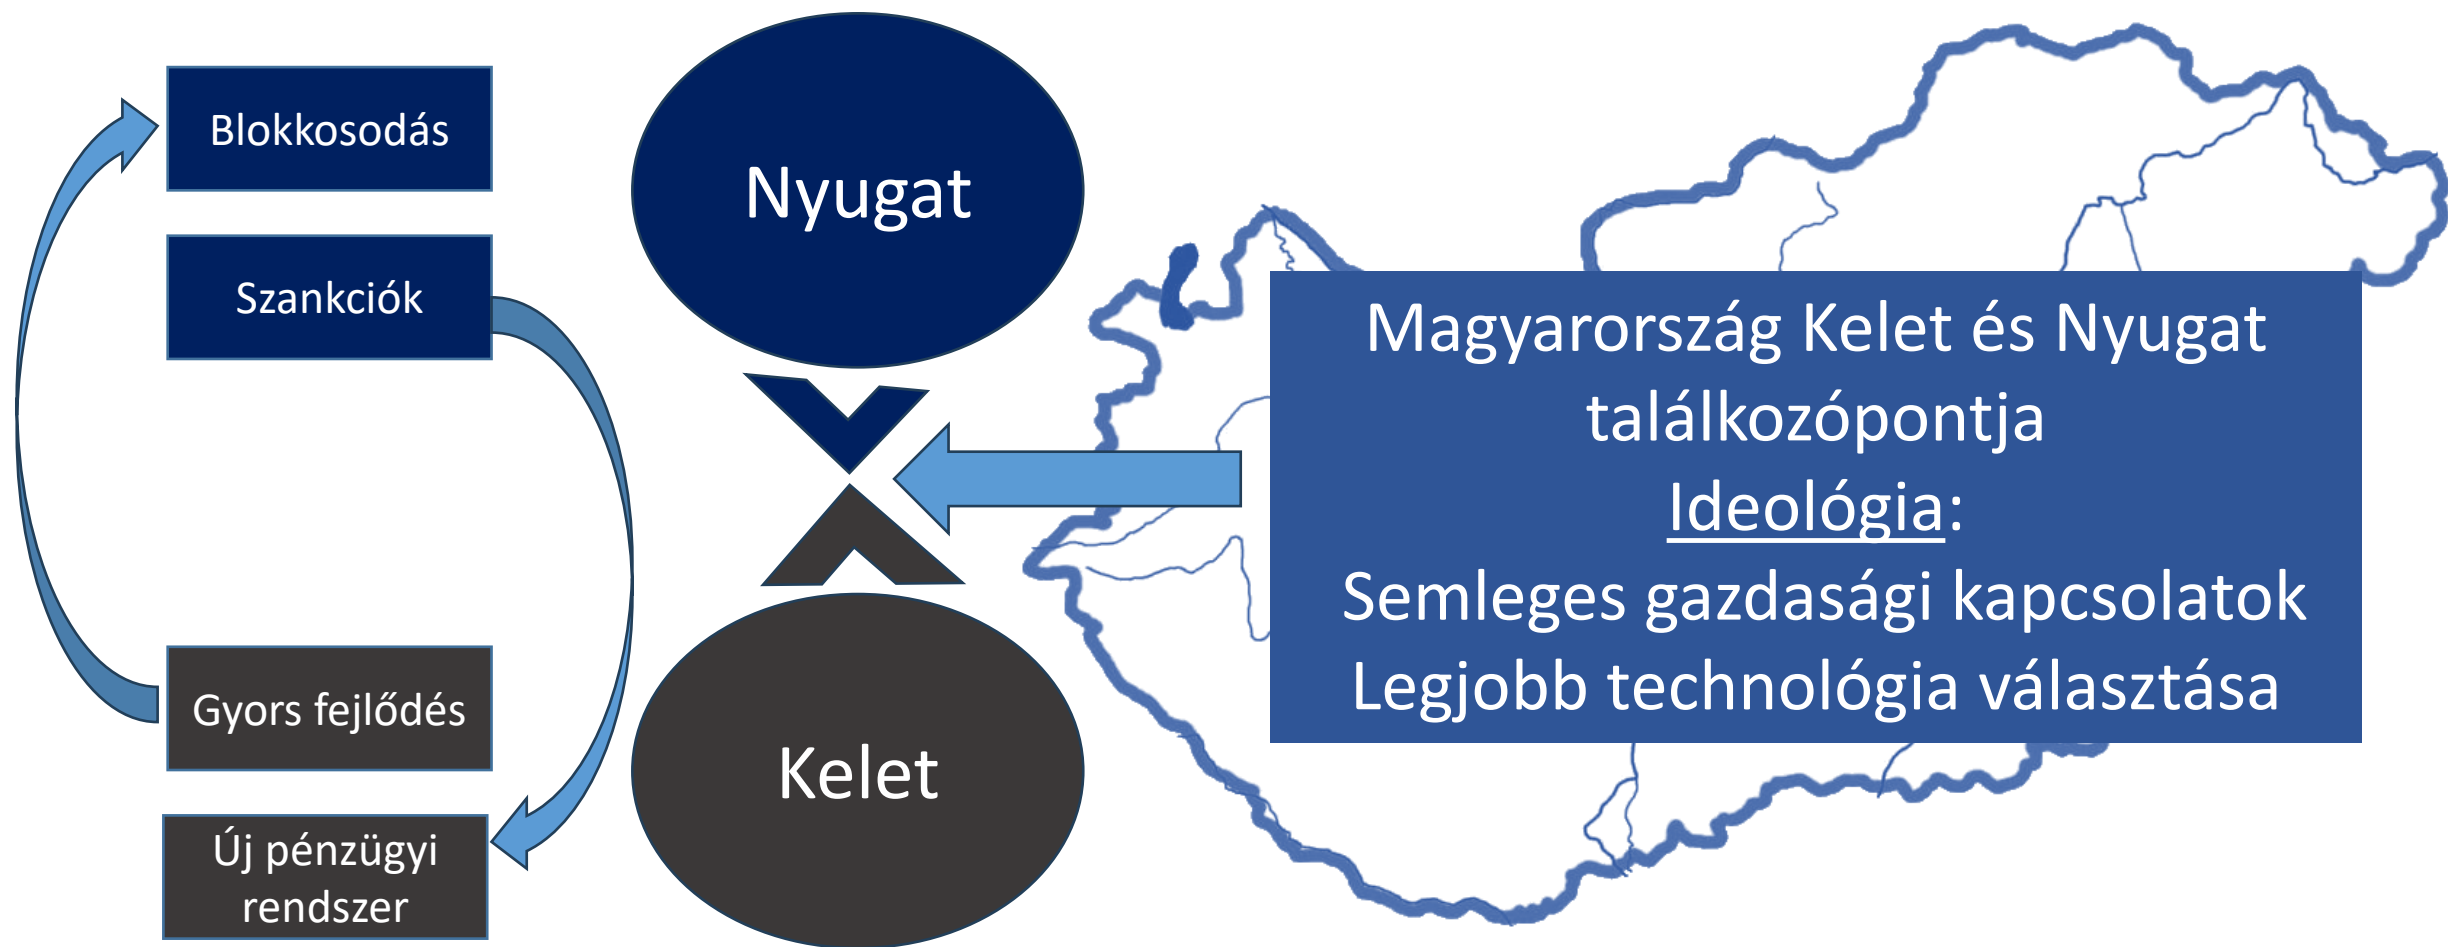 Blokkosodás
Szankciók
Gyors fejlődés
Új pénzügyi
rendszer
Nyugat
Kelet
Magyarország Kelet és Nyugat
találkozópontja
Ideológia:
Semleges gazdasági kapcsolatok
Legjobb technológia választása